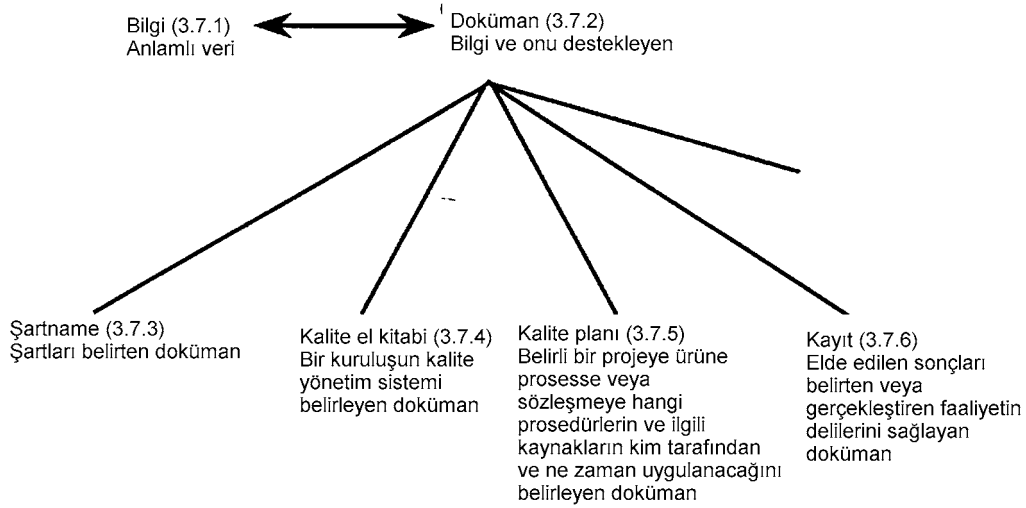 Bilgi (3.7.1)
Anlamlı veri
Doküman (3.7.2)
Bilgi ve onu destekleyen
Şartname (3.7.3)
Şartları belirten doküman
Kalite el kitabi (3.7.4)
Bir kuruluşun kalite
yönetim sistemi
belirleyen doküman
Kalite planı (3.7.5)
Belirli bir projeye ürüne
prosesse veya
sözleşmeye hangi
prosedürlerin ve ilgili
kaynakların kim tarafından
ve ne zaman uygulanacağını
belirleyen doküman
Kayıt (3.7.6)
Elde edilen sonçları
belirten veya
gerçekleştiren faaliyetin
delilerini sağlayan
doküman